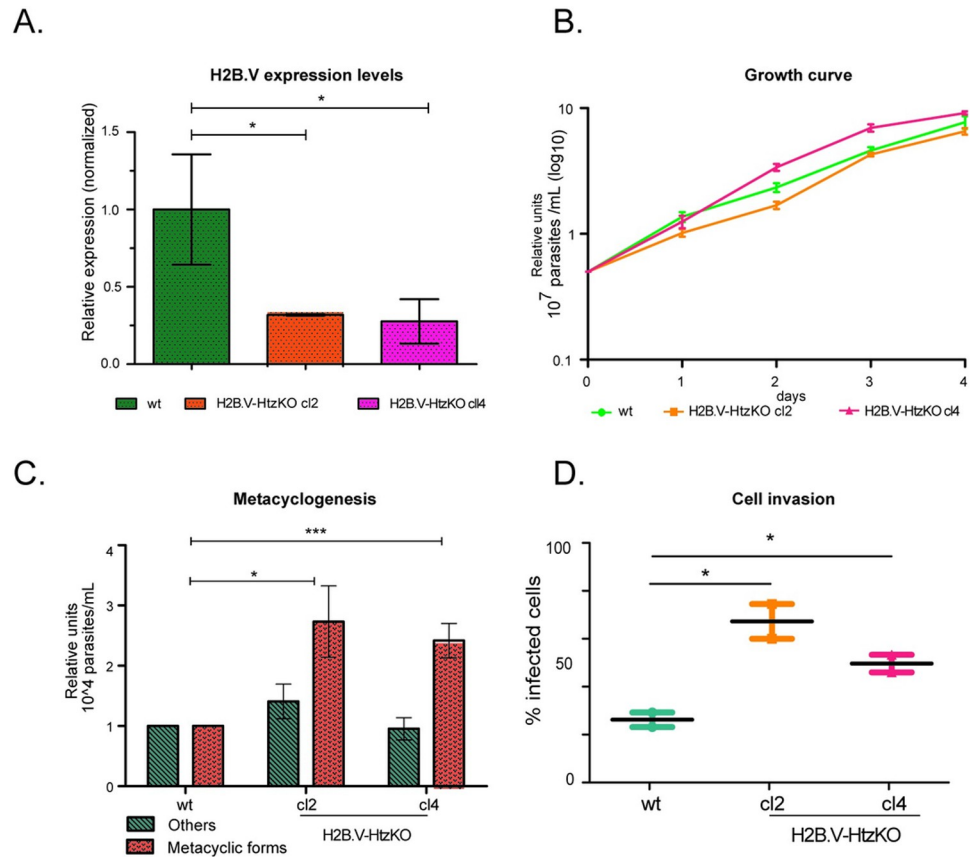 A.
H2B.V expression levels
*
*
Relative expression (normalized)
1.5
1.0
0.5
0.0
wt H2B.V-HtzKO cl2 H2B.V-HtzKO cl4
B.
Growth curve
Relative units
10^7 parasites /mL (log10)
10
1
0.1
0 1 2 3 4
days
wt H2B.V-HtzKO cl2 H2B.V-HtzKO cl4
C.
Metacyclogenesis
***
*
Relative units
10^4 parasites/mL
4
3
2
1
0
wt cl2 cl4
H2B.V-HtzKO
Others
Metacyclic forms
D.
Cell invasion
*
*
% infected cells
100
50
0
wt cl2 cl4
H2B.V-HtzKO